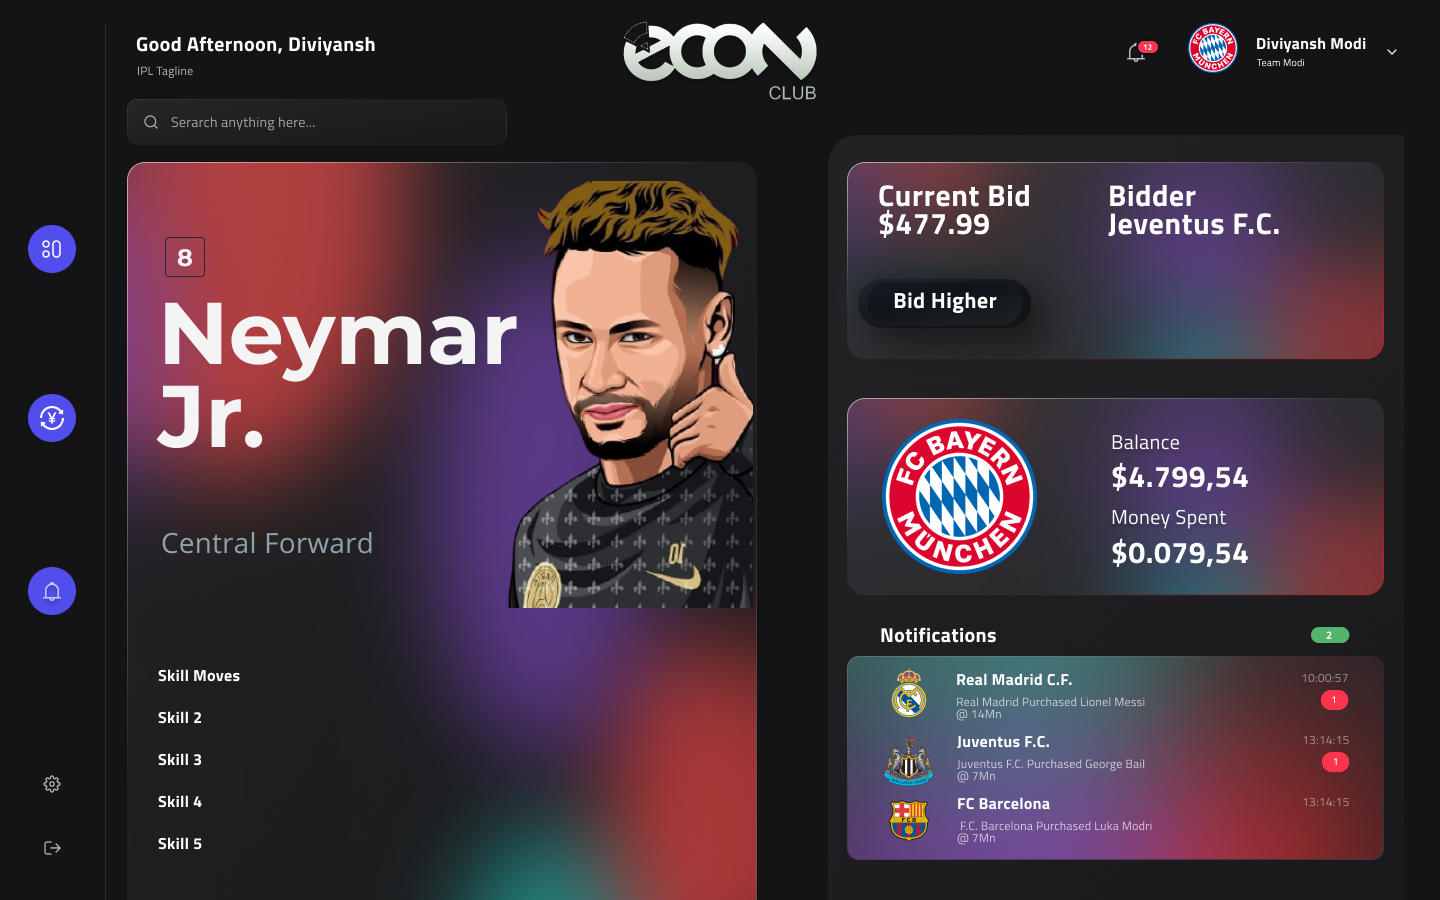 Good Afternoon, Diviyansh
IPL Tagline
Serarch anything here...
econ
CLUB
12
FC BAYERN
MÜNCHEN
Diviyansh Modi
Team Modi
8
Neymar
Jr.
Central Forward
Skill Moves
Skill 2
Skill 3
Skill 4
Skill 5
Current Bid
$477.99
Bidder
Jeventus F.C.
Bid Higher
FC BAYERN
MÜNCHEN
Balance
$4.799,54
Money Spent
$0.079,54
Notifications
2
Real Madrid C.F.
10:00:57
Real Madrid Purchased Lionel Messi
@ 14Mn
1
Juventus F.C.
13:14:15
Juventus F.C. Purchased George Bail
@ 7Mn
1
FC Barcelona
13:14:15
F.C. Barcelona Purchased Luka Modri
@ 7Mn
FCB